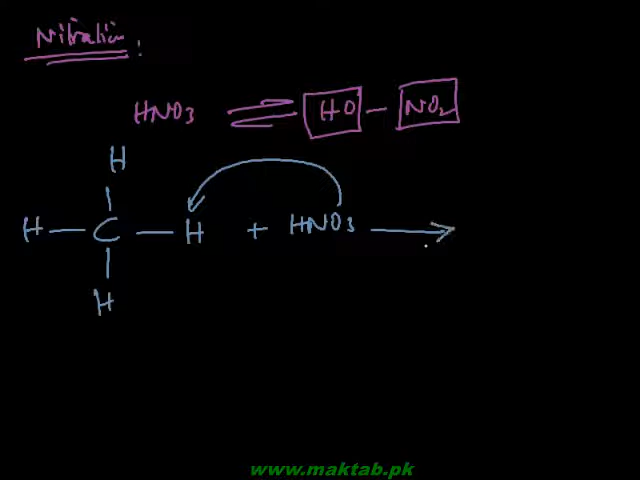 Nitration:
HNO3 ⇌ HO - NO2
H
H - C - H + HNO3 →
H
www.maktab.pk